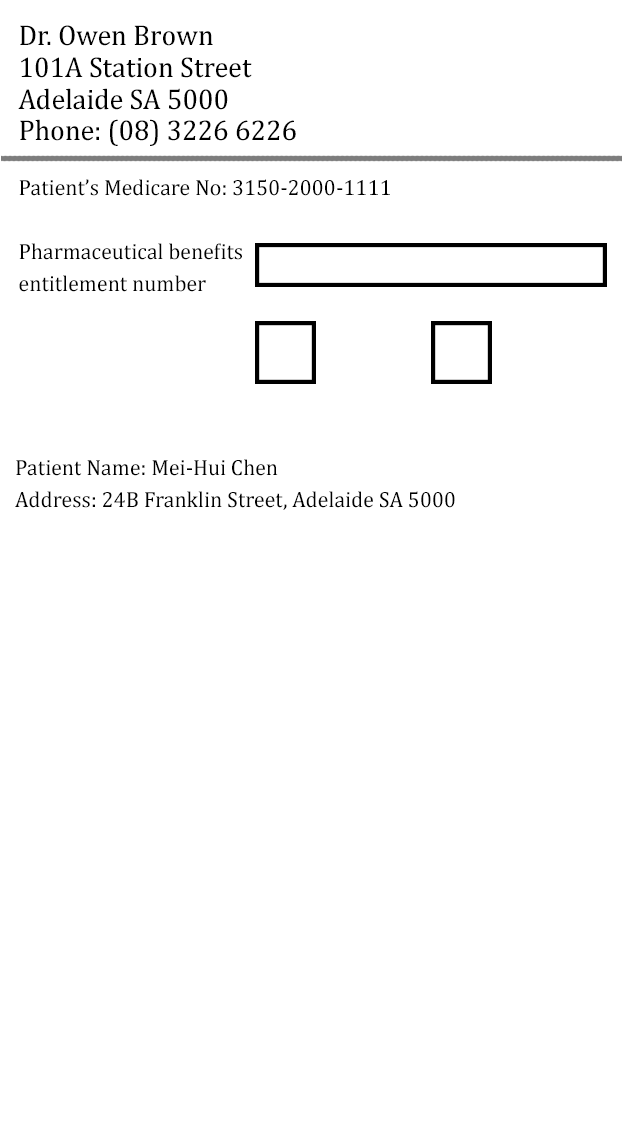 Dr. Owen Brown
101A Station Street
Adelaide SA 5000
Phone: (08) 3226 6226
Patient’s Medicare No: 3150-2000-1111
Pharmaceutical benefits
entitlement number
Patient Name: Mei-Hui Chen
Address: 24B Franklin Street, Adelaide SA 5000